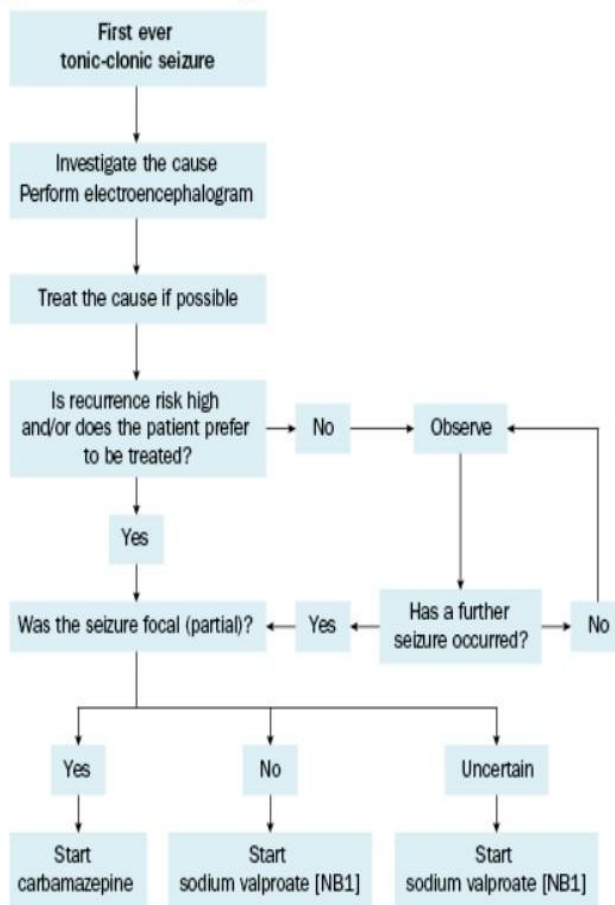 First ever
tonic-clonic seizure
Investigate the cause
Perform electroencephalogram
Treat the cause if possible
Is recurrence risk high
and/or does the patient prefer
to be treated?
No
Observe
Yes
Was the seizure focal (partial)?
Yes
Has a further
seizure occurred?
No
Yes
No
Uncertain
Start
carbamazepine
Start
sodium valproate [NB1]
Start
sodium valproate [NB1]